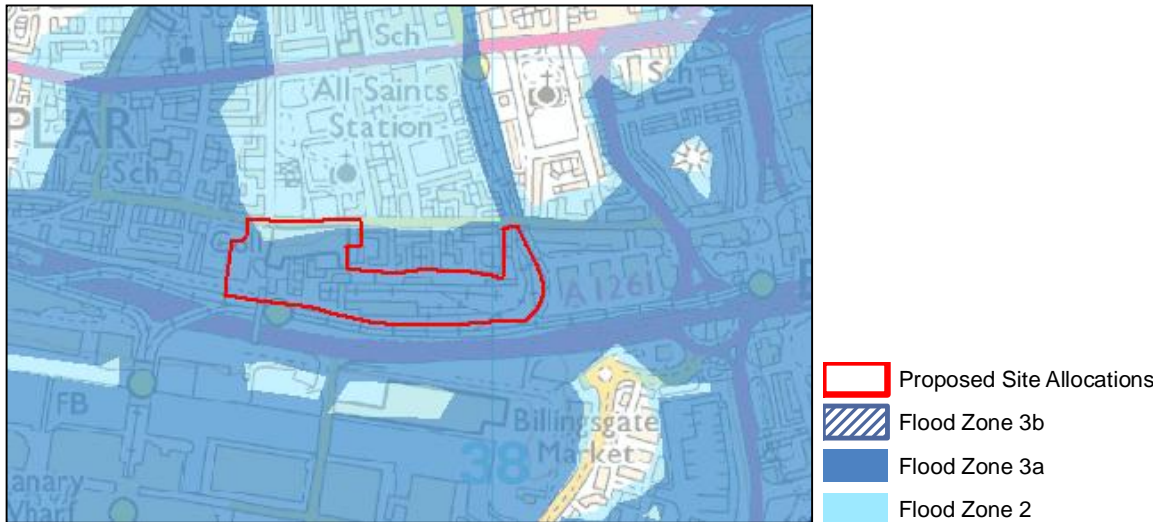 Sch
Sch
All Saints
Station
PLAR
Sch
Coll
A 1261
FB
Billingsgate
Market
38
anary
Wharf
Proposed Site Allocations
Flood Zone 3b
Flood Zone 3a
Flood Zone 2